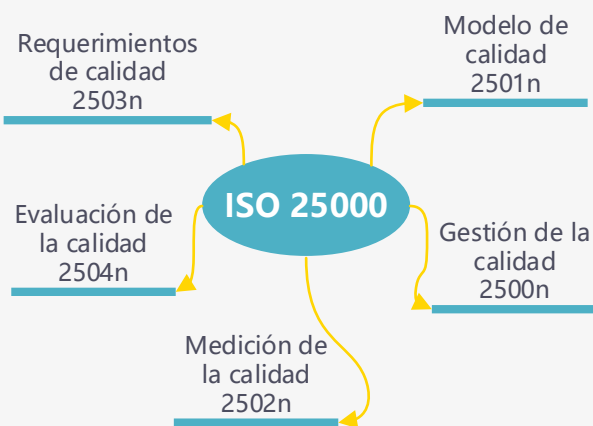 Requerimientos
de calidad
2503n
Modelo de
calidad
2501n
ISO 25000
Evaluación de
la calidad
2504n
Gestión de la
calidad
2500n
Medición de
la calidad
2502n